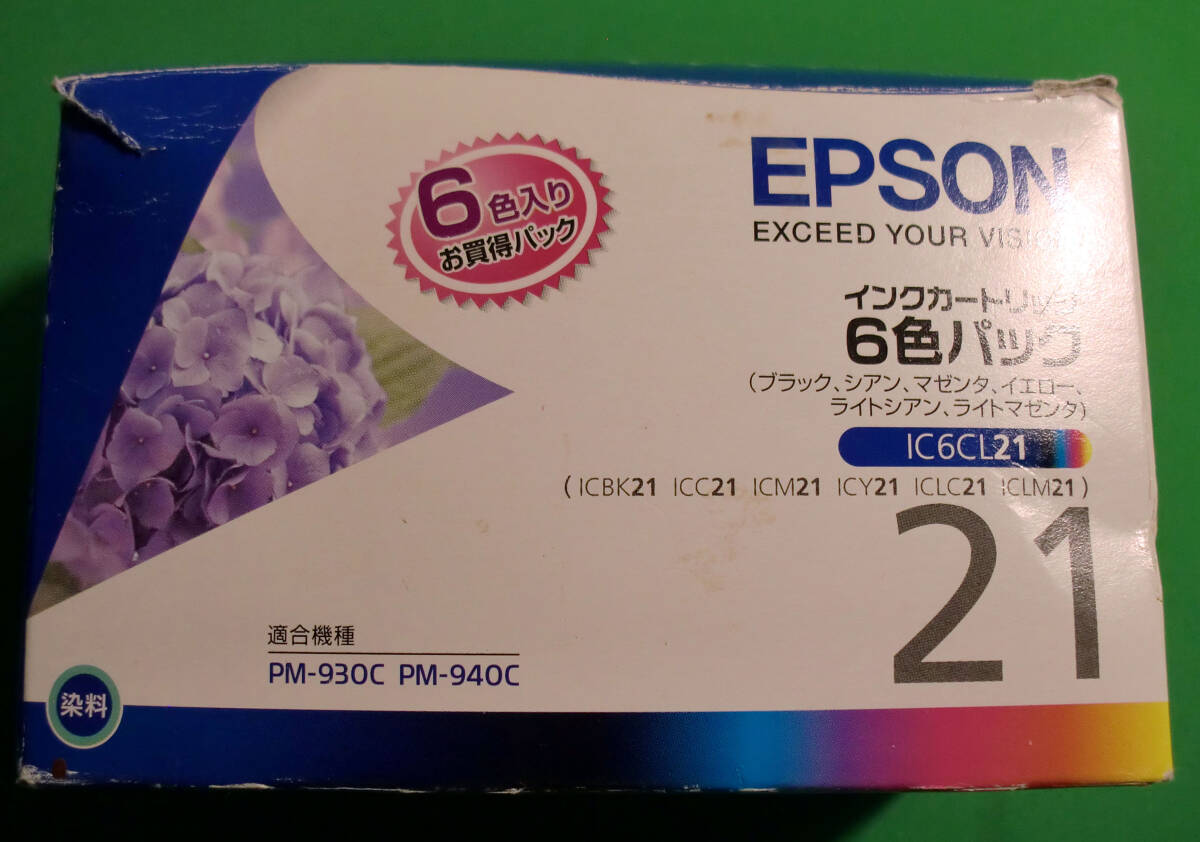 6色入り
お買得パック
EPSON
EXCEED YOUR VISION
インクカートリッジ
6色パック
(ブラック、シアン、マゼンタ、イエロー、
ライトシアン、ライトマゼンタ)
IC6CL21
(ICBK21 ICC21 ICM21 ICY21 ICLC21 ICLM21)
21
適合機種
PM-930C PM-940C
染料